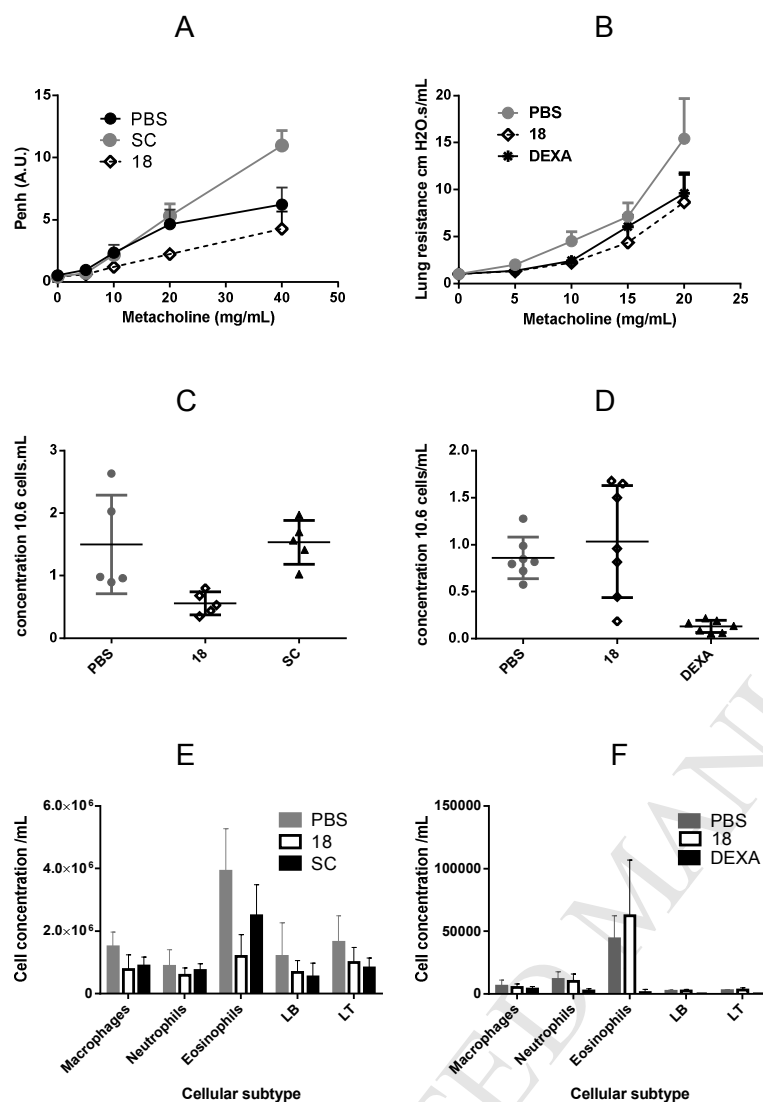 A
Penh (A.U.)
15
10
5
0
PBS
SC
18
0
10
20
30
40
50
Metacholine (mg/mL)
B
Lung resistance cm H2O.s/mL
20
15
10
5
0
PBS
18
DEXA
0
5
10
15
20
25
Metacholine (mg/mL)
C
concentration 10.6 cells.mL
3
2
1
0
PBS
18
SC
D
concentration 10.6 cells/mL
2.0
1.5
1.0
0.5
0.0
PBS
18
DEXA
E
Cell concentration /mL
6.0×10⁶
4.0×10⁶
2.0×10⁶
0
PBS
18
SC
Macrophages
Neutrophils
Eosinophils
LB
LT
Cellular subtype
F
Cell concentration /mL
150000
100000
50000
0
PBS
18
DEXA
Macrophages
Neutrophils
Eosinophils
LB
LT
Cellular subtype
TED MANU